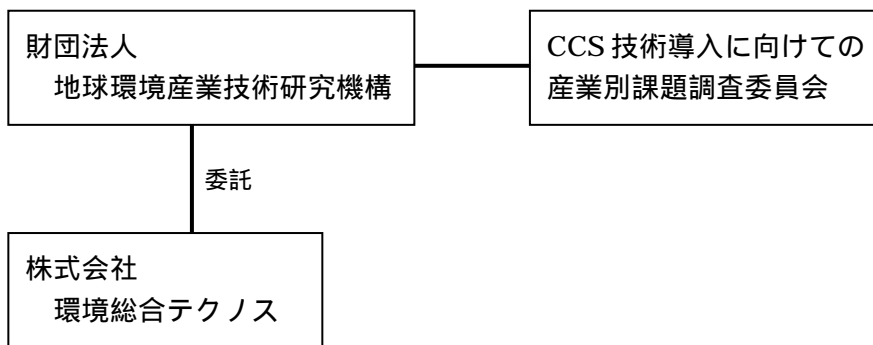 財団法人
地球環境産業技術研究機構
CCS 技術導入に向けての
産業別課題調査委員会
委託
株式会社
環境総合テクノス